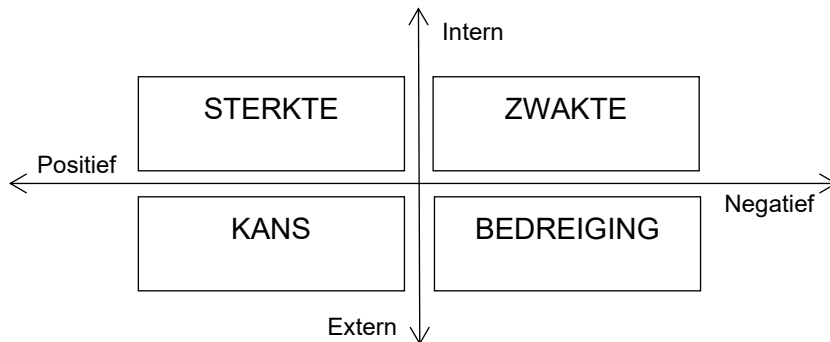 Intern
STERKTE
ZWAKTE
Positief
Negatief
KANS
BEDREIGING
Extern